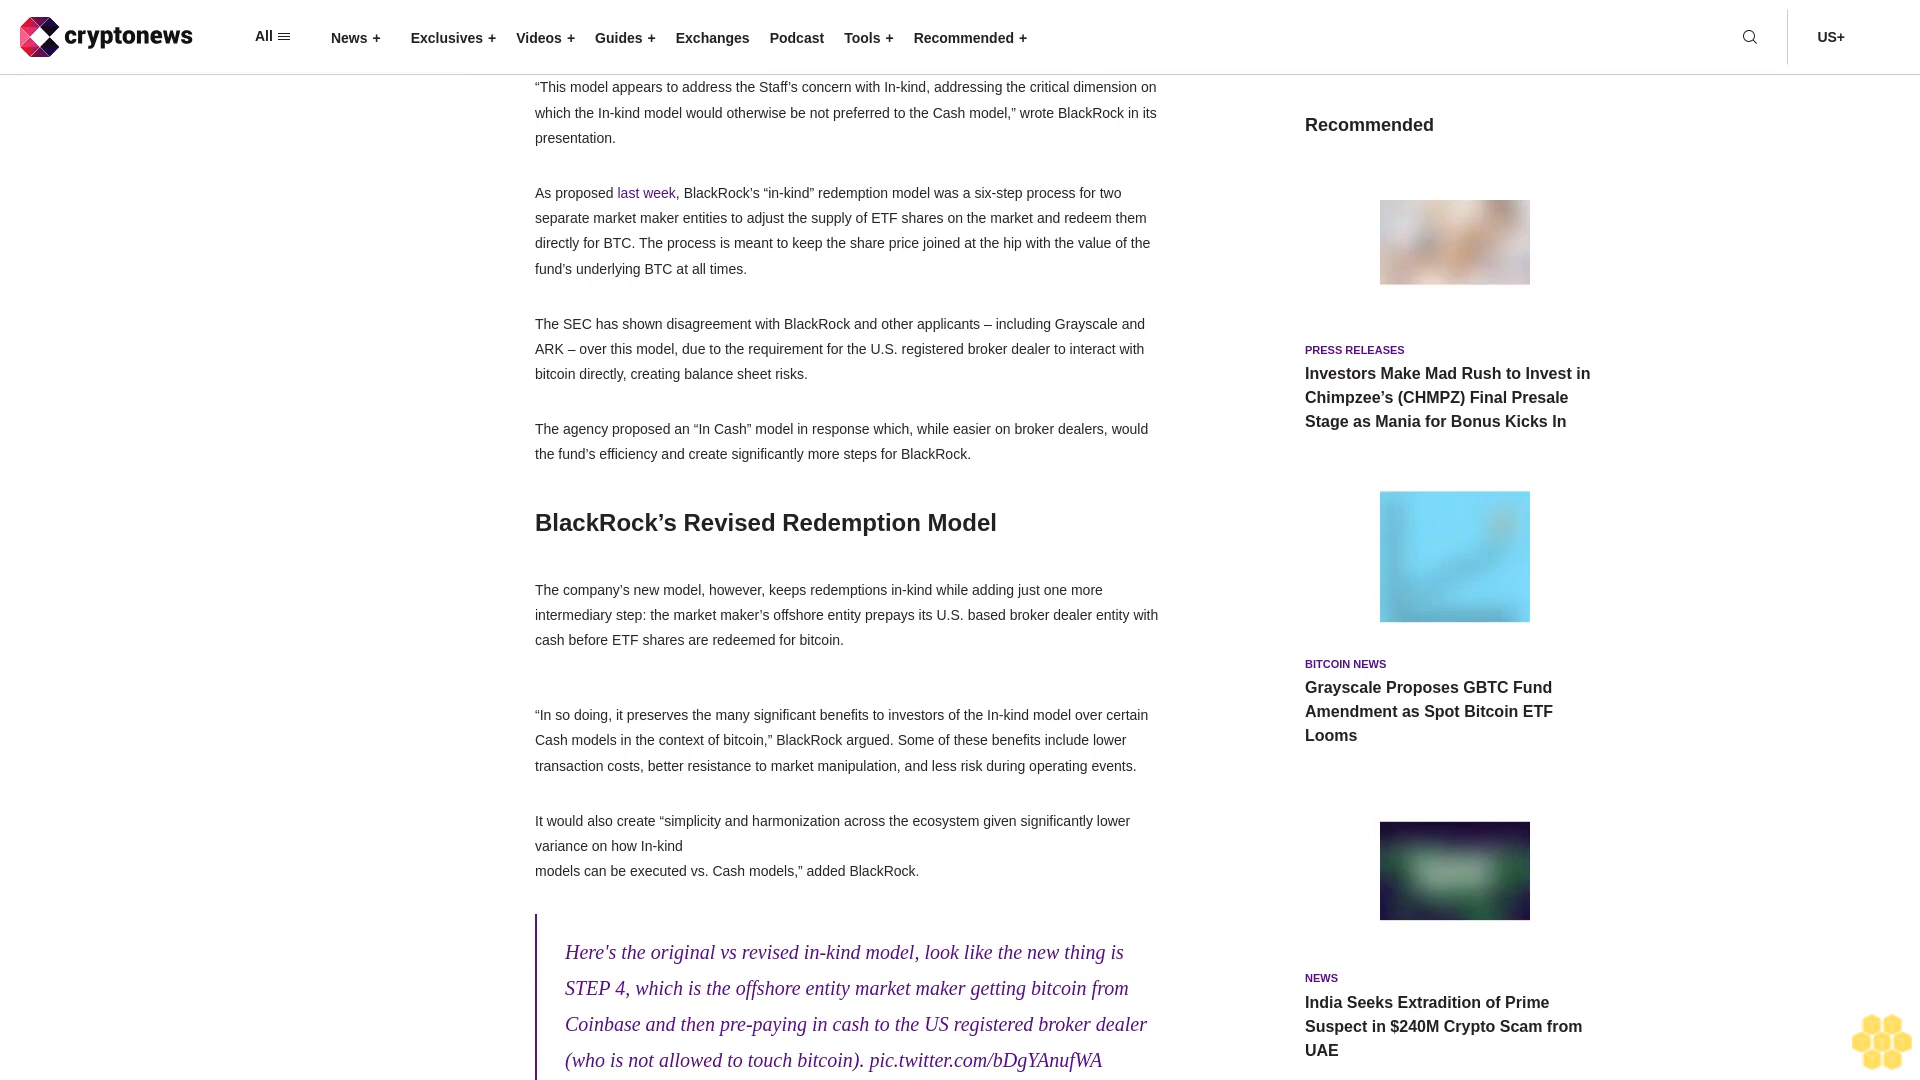 cryptonews
All
News +
Exclusives +
Videos +
Guides +
Exchanges
Podcast
Tools +
Recommended +
US+
“This model appears to address the Staff’s concern with In-kind, addressing the critical dimension on
which the In-kind model would otherwise be not preferred to the Cash model,” wrote BlackRock in its
presentation.
As proposed last week, BlackRock’s “in-kind” redemption model was a six-step process for two
separate market maker entities to adjust the supply of ETF shares on the market and redeem them
directly for BTC. The process is meant to keep the share price joined at the hip with the value of the
fund’s underlying BTC at all times.
The SEC has shown disagreement with BlackRock and other applicants – including Grayscale and
ARK – over this model, due to the requirement for the U.S. registered broker dealer to interact with
bitcoin directly, creating balance sheet risks.
The agency proposed an “In Cash” model in response which, while easier on broker dealers, would
the fund’s efficiency and create significantly more steps for BlackRock.
BlackRock’s Revised Redemption Model
The company’s new model, however, keeps redemptions in-kind while adding just one more
intermediary step: the market maker’s offshore entity prepays its U.S. based broker dealer entity with
cash before ETF shares are redeemed for bitcoin.
“In so doing, it preserves the many significant benefits to investors of the In-kind model over certain
Cash models in the context of bitcoin,” BlackRock argued. Some of these benefits include lower
transaction costs, better resistance to market manipulation, and less risk during operating events.
It would also create “simplicity and harmonization across the ecosystem given significantly lower
variance on how In-kind
models can be executed vs. Cash models,” added BlackRock.
Here's the original vs revised in-kind model, look like the new thing is
STEP 4, which is the offshore entity market maker getting bitcoin from
Coinbase and then pre-paying in cash to the US registered broker dealer
(who is not allowed to touch bitcoin). pic.twitter.com/bDgYAnufWA
Recommended
PRESS RELEASES
Investors Make Mad Rush to Invest in
Chimpzee’s (CHMPZ) Final Presale
Stage as Mania for Bonus Kicks In
BITCOIN NEWS
Grayscale Proposes GBTC Fund
Amendment as Spot Bitcoin ETF
Looms
NEWS
India Seeks Extradition of Prime
Suspect in $240M Crypto Scam from
UAE